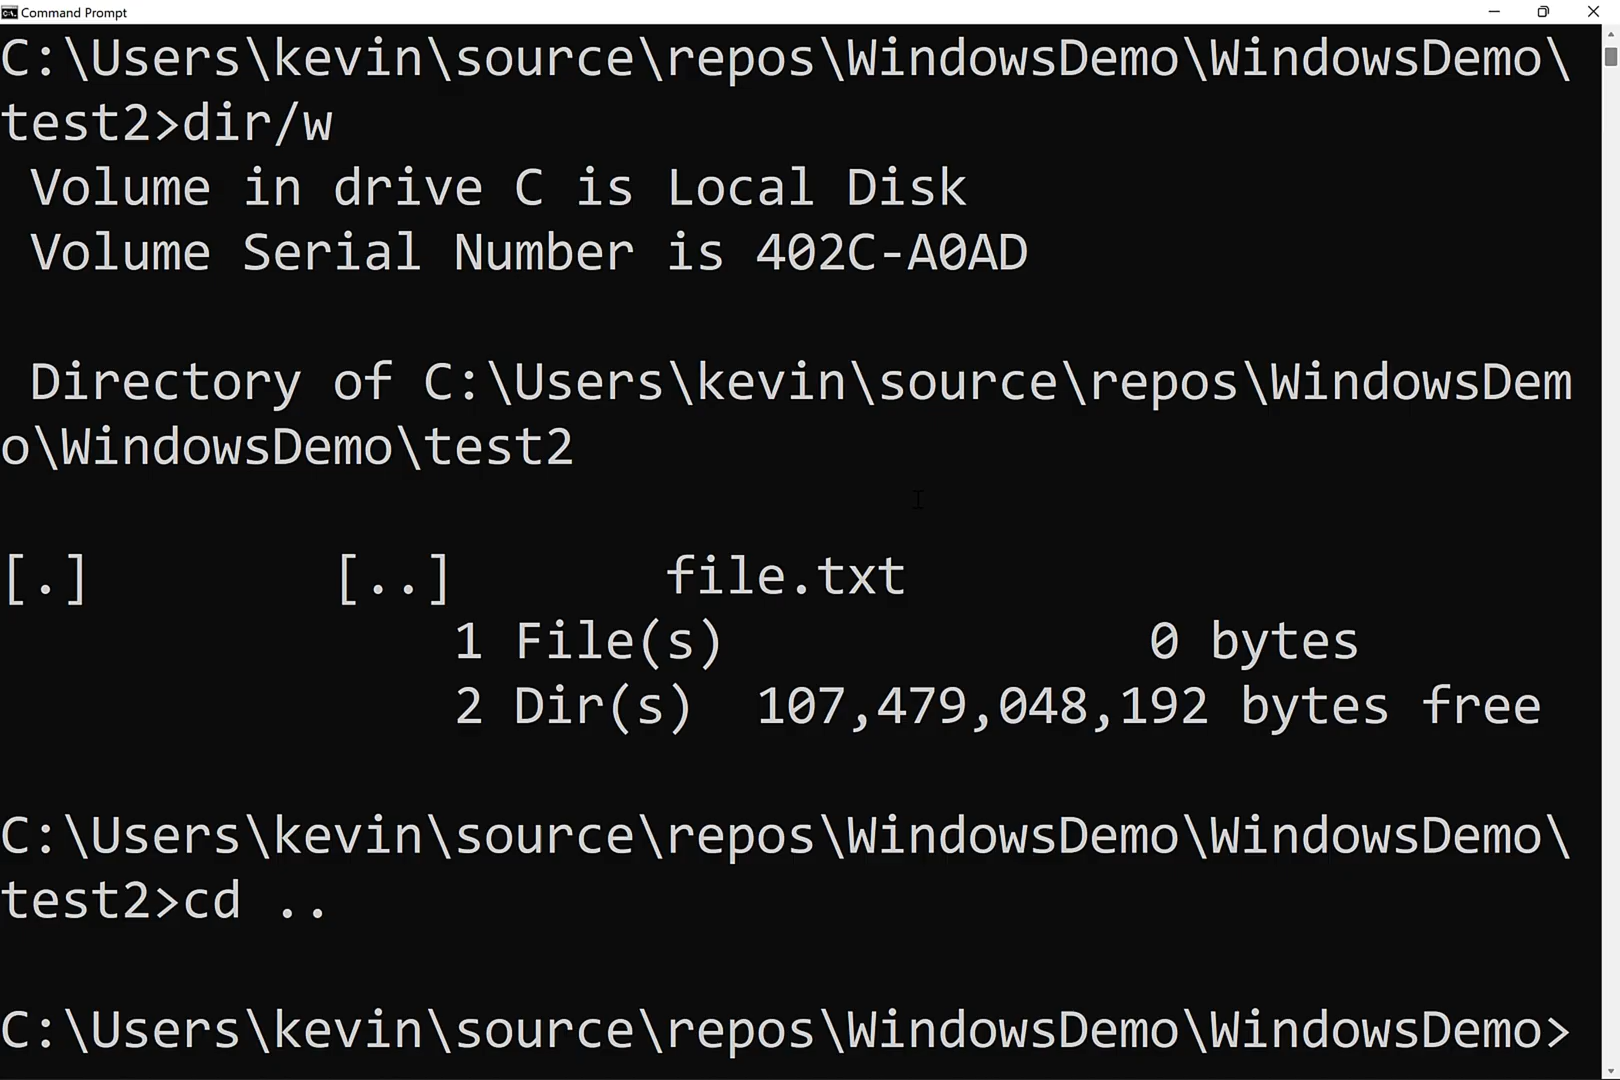 Command Prompt
C:\Users\kevin\source\repos\WindowsDemo\WindowsDemo\
test2>dir/w
 Volume in drive C is Local Disk
 Volume Serial Number is 402C-A0AD

 Directory of C:\Users\kevin\source\repos\WindowsDem
o\WindowsDemo\test2

[.]        [..]       file.txt
               1 File(s)              0 bytes
               2 Dir(s)  107,479,048,192 bytes free

C:\Users\kevin\source\repos\WindowsDemo\WindowsDemo\
test2>cd ..

C:\Users\kevin\source\repos\WindowsDemo\WindowsDemo>